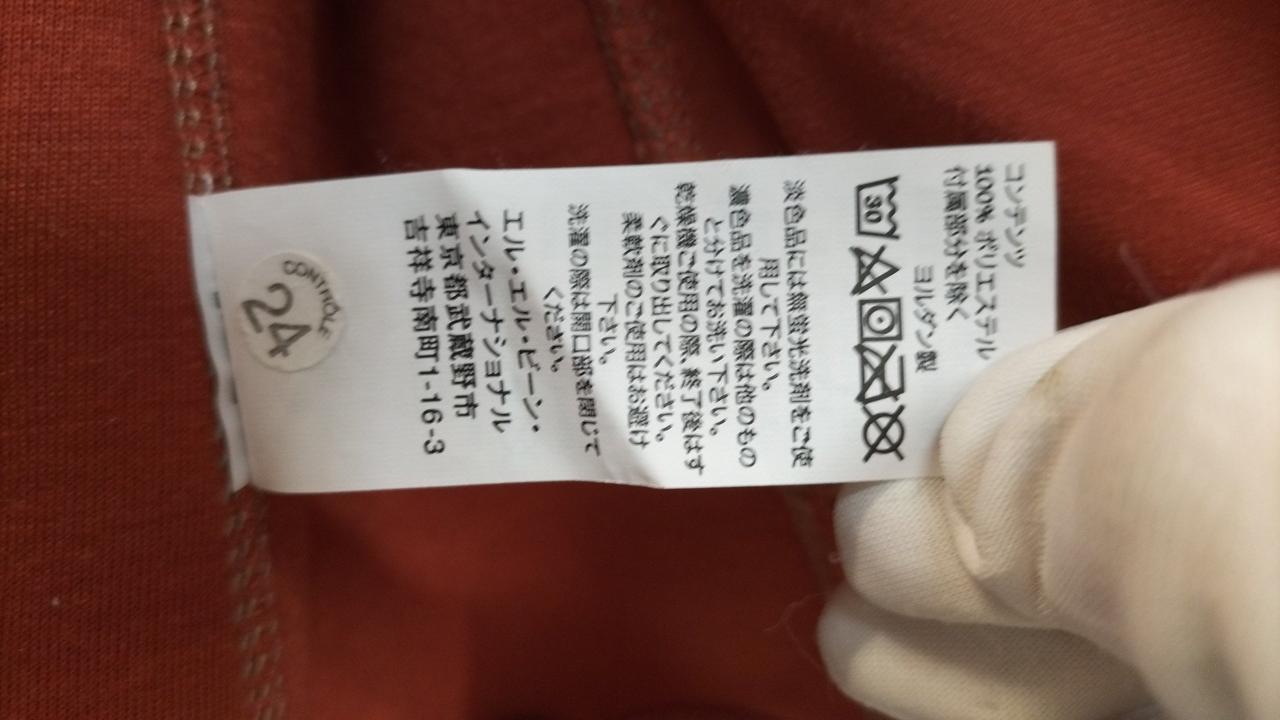 コンテンツ
100% ポリエステル
付属部分を除く
ヨルダン製
30
淡色品には無蛍光洗剤をご使
用して下さい。
濃色品を洗濯の際は他のもの
と分けてお洗い下さい。
乾燥機ご使用の際、終了後はす
ぐに取り出してください。
柔軟剤のご使用はお避け
下さい。
洗濯の際は開口部を閉じて
ください。
エル・エル・ビーン・
インターナショナル
東京都武蔵野市
吉祥寺南町1-16-3
CONTRÔLE
24